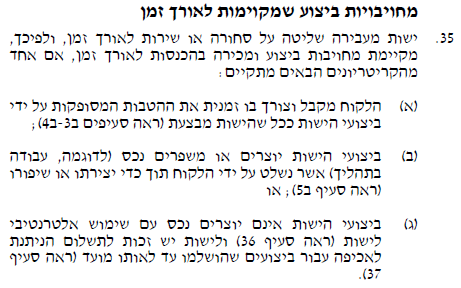 מחויבויות ביצוע שמקוימות לאורך זמן
35. ישות מעבירה שליטה על סחורה או שירות לאורך זמן, ולפיכך,
מקיימת מחויבות ביצוע ומכירה בהכנסות לאורך זמן, אם אחד
מהקריטריונים הבאים מתקיים:
(א) הלקוח מקבל וצורך בו זמנית את ההטבות המסופקות על ידי
ביצועי הישות ככל שהישות מבצעת (ראה סעיפים ב3-ב4);
(ב) ביצועי הישות יוצרים או משפרים נכס (לדוגמה, עבודה
בתהליך) אשר נשלט על ידי הלקוח תוך כדי יצירתו או שיפורו
(ראה סעיף ב5); או
(ג) ביצועי הישות אינם יוצרים נכס עם שימוש אלטרנטיבי
לישות (ראה סעיף 36) ולישות יש זכות לתשלום הניתנת
לאכיפה עבור ביצועים שהושלמו עד לאותו מועד (ראה סעיף
37).